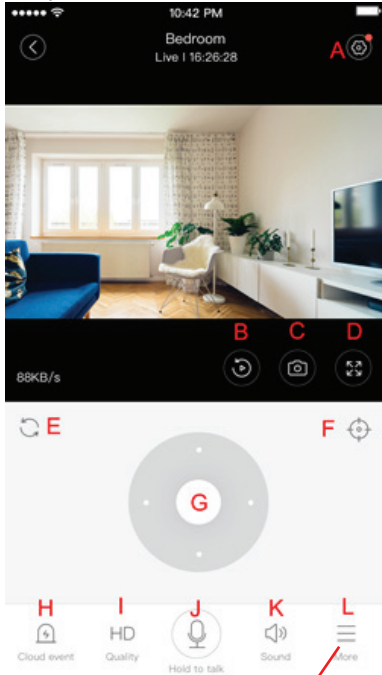 10:42 PM
Bedroom
Live | 16:26:28
A
B C D
88KB/s
E F
G
H I J K L
HD
Cloud event Quality Hold to talk Sound More